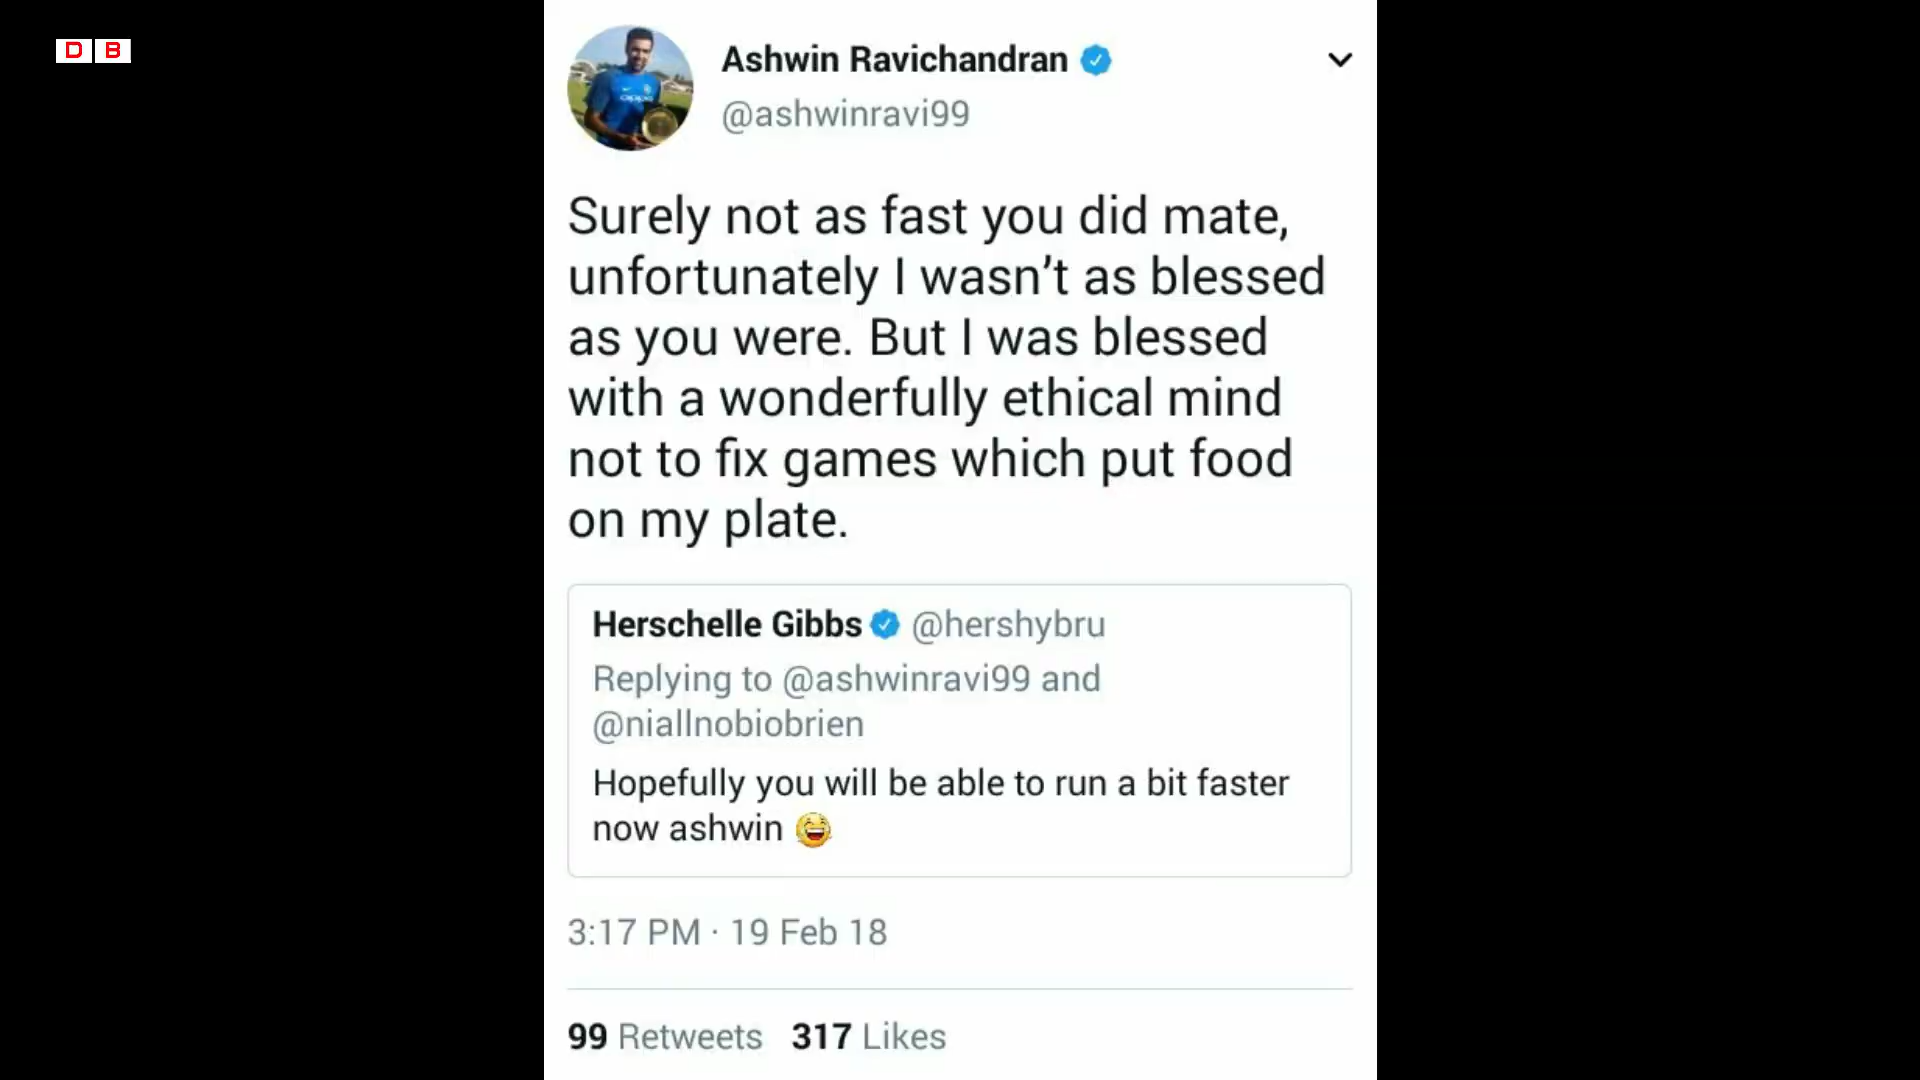 D B
Ashwin Ravichandran
@ashwinravi99
Surely not as fast you did mate,
unfortunately I wasn’t as blessed
as you were. But I was blessed
with a wonderfully ethical mind
not to fix games which put food
on my plate.
Herschelle Gibbs @hershybru
Replying to @ashwinravi99 and
@niallnobiobrien
Hopefully you will be able to run a bit faster
now ashwin 😂
3:17 PM · 19 Feb 18
99 Retweets 317 Likes